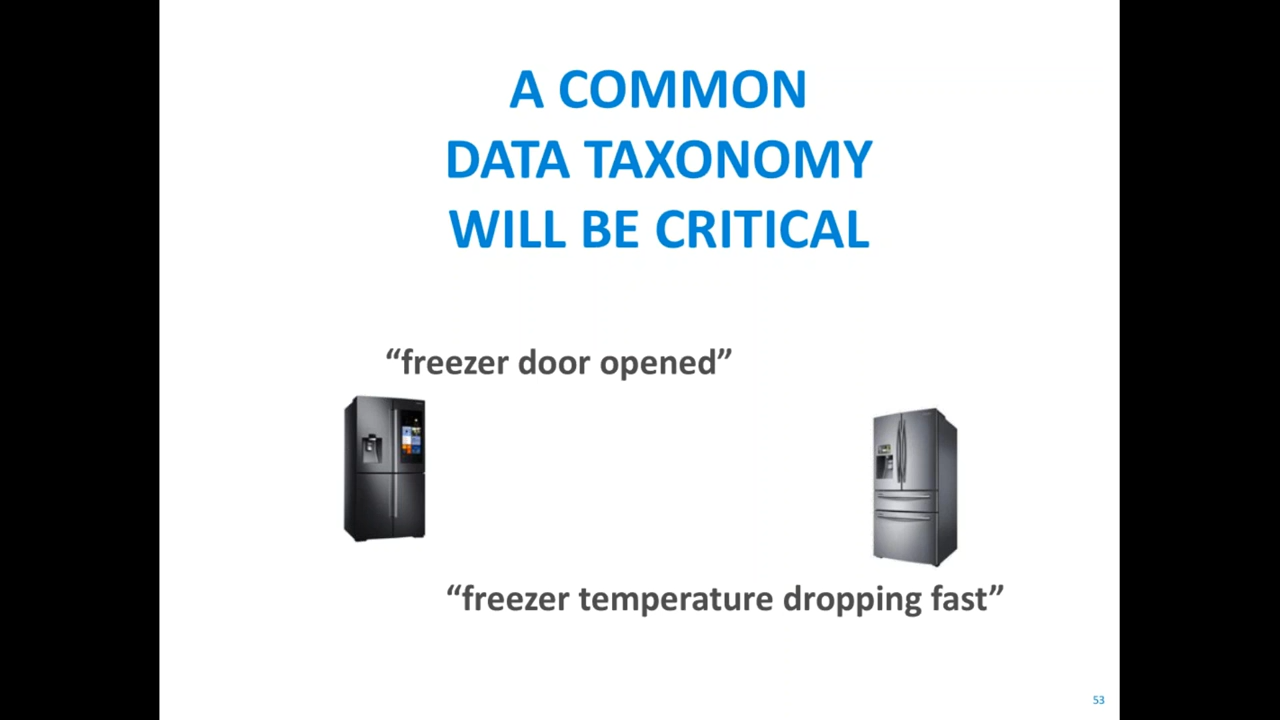 A COMMON
DATA TAXONOMY
WILL BE CRITICAL
“freezer door opened”
“freezer temperature dropping fast”
53